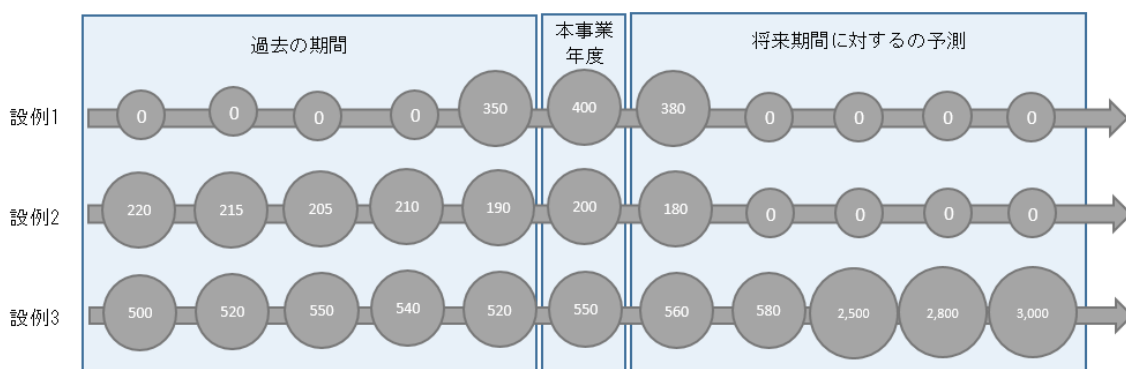 過去の期間
本事業
年度
将来期間に対するの予測
設例1 0 0 0 0 350 400 380 0 0 0 0
設例2 220 215 205 210 190 200 180 0 0 0 0
設例3 500 520 550 540 520 550 560 580 2,500 2,800 3,000